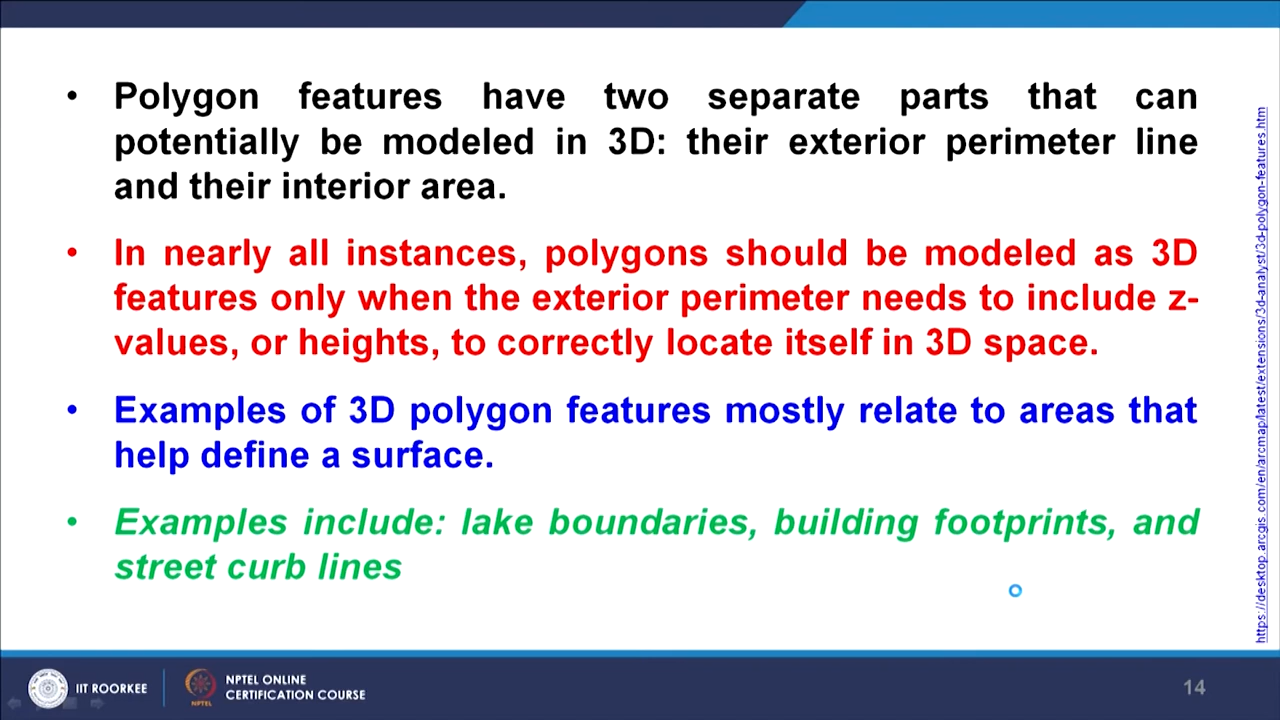 • Polygon features have two separate parts that can
potentially be modeled in 3D: their exterior perimeter line
and their interior area.
• In nearly all instances, polygons should be modeled as 3D
features only when the exterior perimeter needs to include z-
values, or heights, to correctly locate itself in 3D space.
• Examples of 3D polygon features mostly relate to areas that
help define a surface.
• Examples include: lake boundaries, building footprints, and
street curb lines
https://desktop.arcgis.com/en/arcmap/latest/extensions/3d-analyst/3d-polygon-features.htm
IIT ROORKEE
NPTEL
NPTEL ONLINE
CERTIFICATION COURSE
14